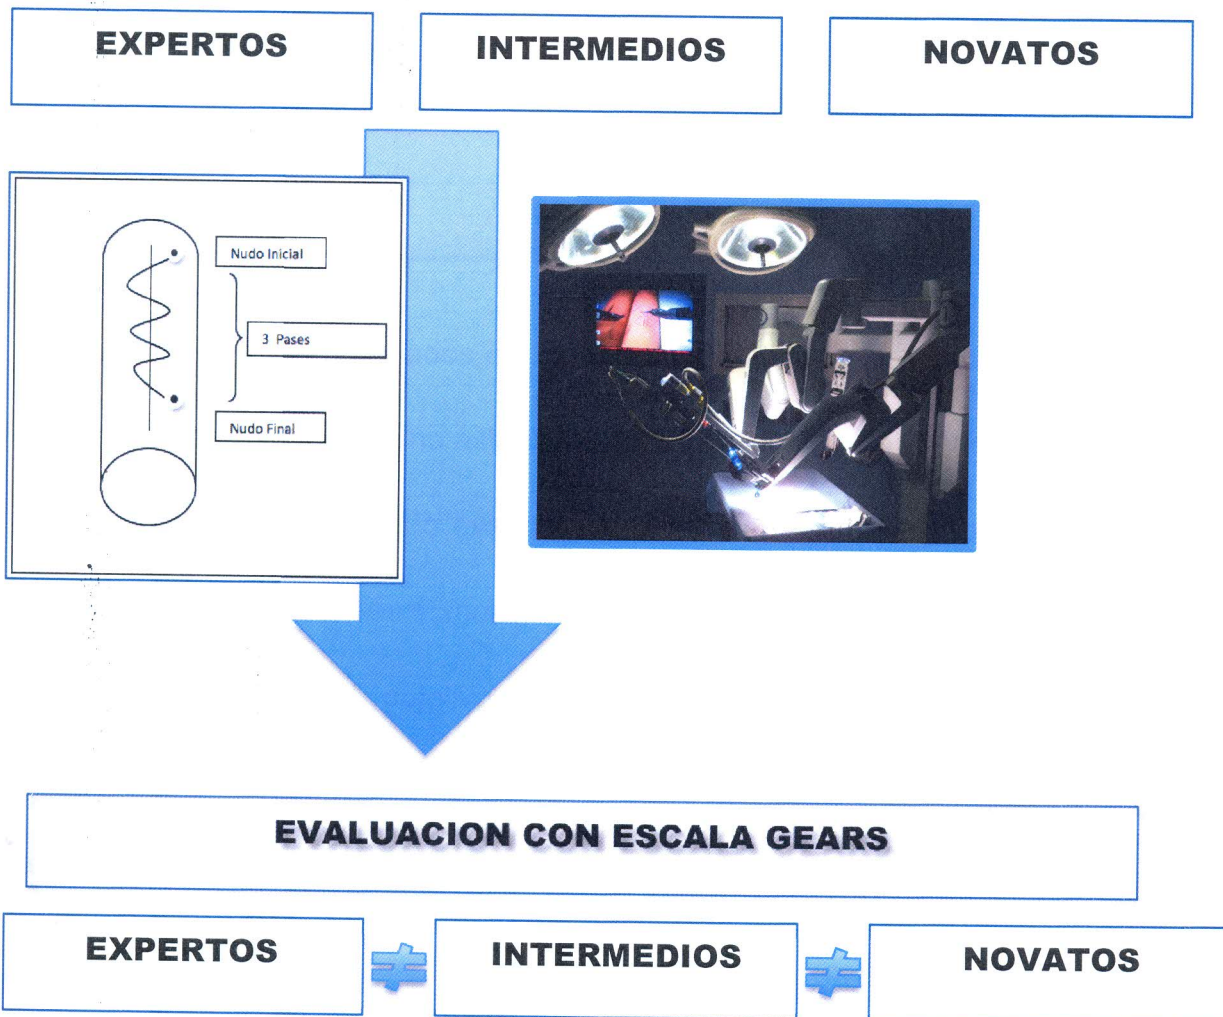 EXPERTOS
INTERMEDIOS
NOVATOS
Nudo Inicial
3 Pases
Nudo Final
EVALUACION CON ESCALA GEARS
EXPERTOS
≠
INTERMEDIOS
≠
NOVATOS